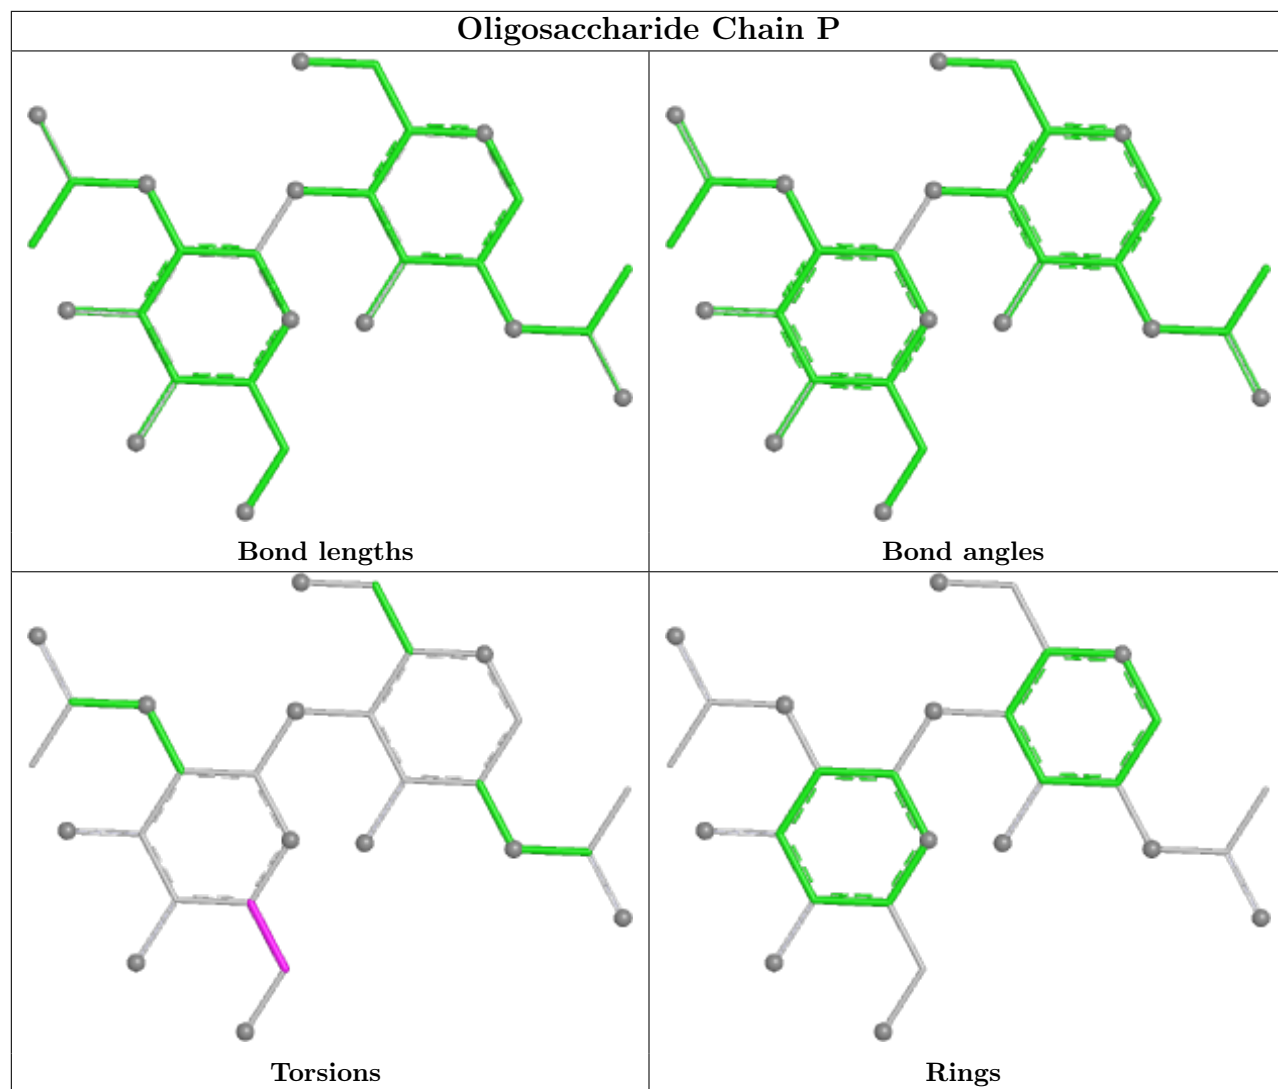 Oligosaccharide Chain P
Bond lengths
Bond angles
Torsions
Rings